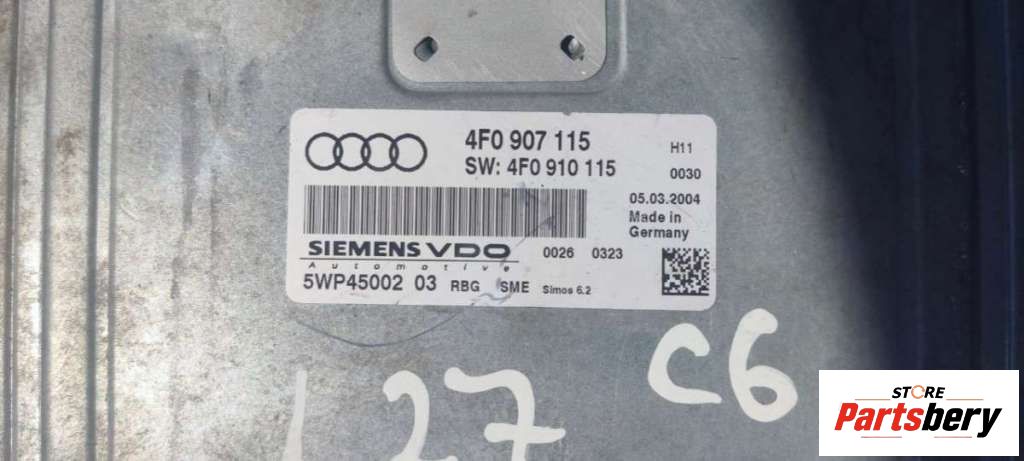 4F0 907 115
SW: 4F0 910 115
H11
0030
05.03.2004
Made in
Germany
SIEMENS VDO
Automotive
0026 0323
5WP45002 03 RBG SME Simos 6.2
C6
27
STORE
Partsbery